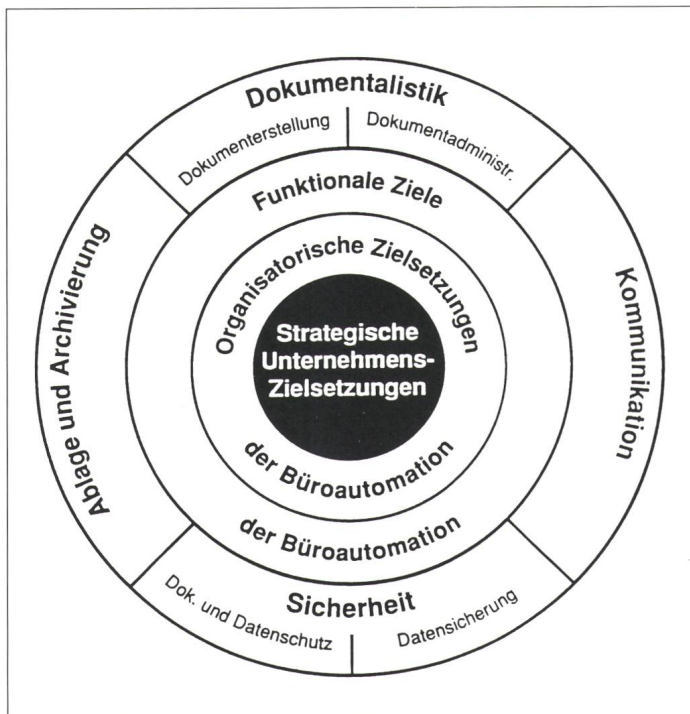 Dokumentalistik
Dokumenterstellung
Dokumentadministr.
Funktionale Ziele
Organisatorische Zielsetzungen
Ablage und Archivierung
Kommunikation
Strategische
Unternehmens-
Zielsetzungen
der Büroautomation
der Büroautomation
Sicherheit
Dok. und Datenschutz
Datensicherung